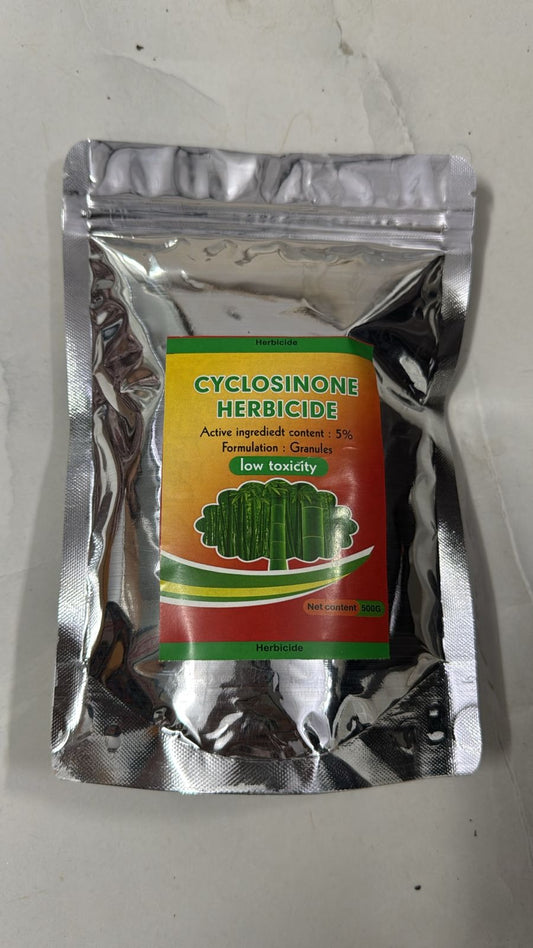 Herbicide
CYCLOSINONE
HERBICIDE
Active ingrediedt content : 5%
Formulation : Granules
low toxicity
Net content 500G
Herbicide